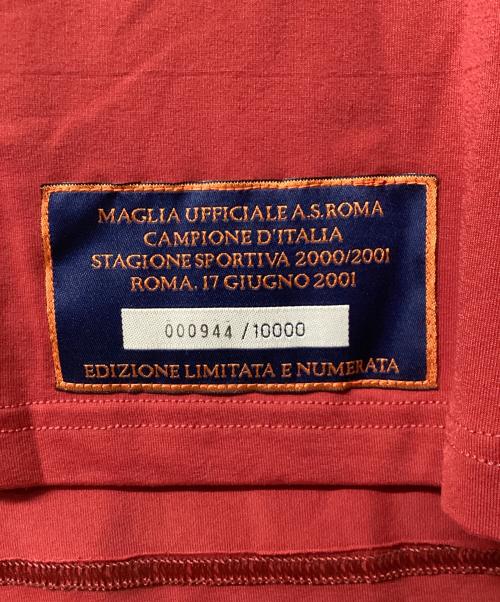 MAGLIA UFFICIALE A.S.ROMA
CAMPIONE D'ITALIA
STAGIONE SPORTIVA 2000/2001
ROMA. 17 GIUGNO 2001
000944 /10000
EDIZIONE LIMITATA E NUMERATA